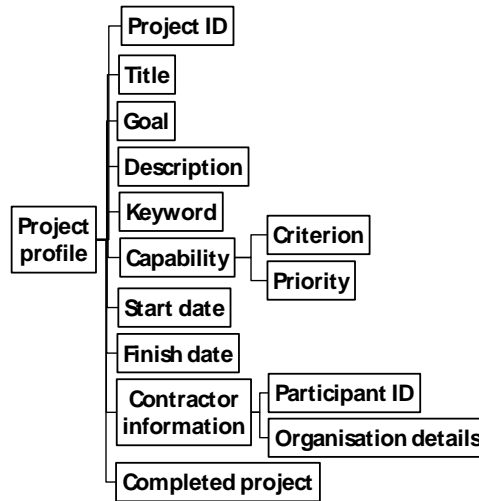 Project ID
Title
Goal
Description
Keyword
Project
profile
Capability
Criterion
Priority
Start date
Finish date
Contractor
information
Participant ID
Organisation details
Completed project